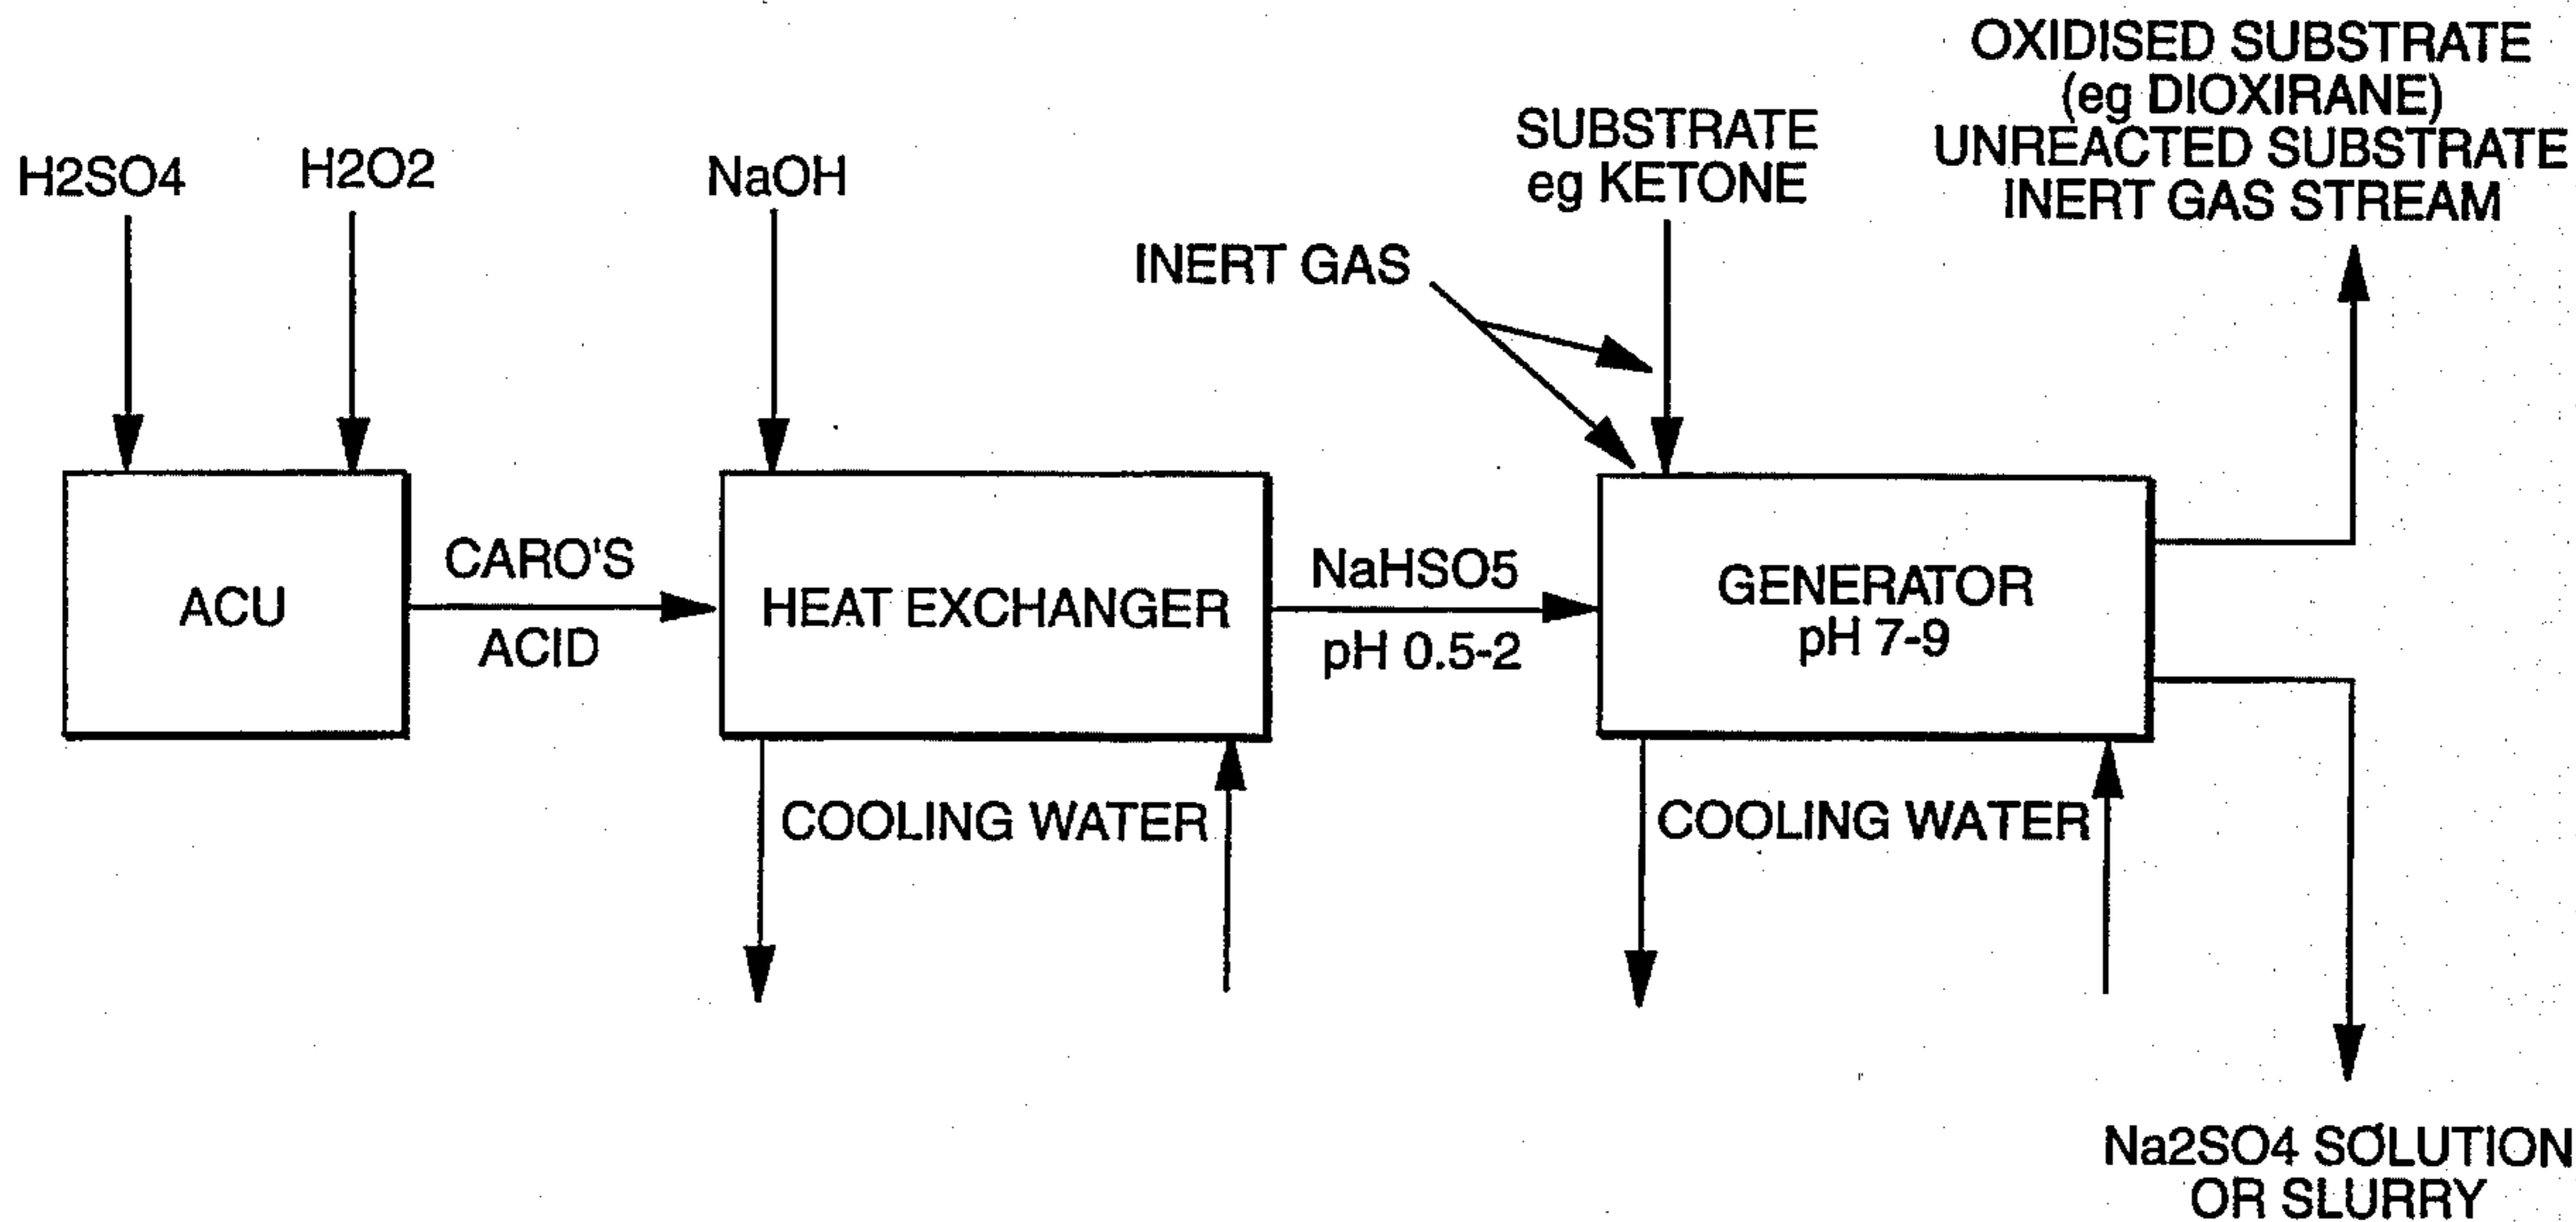 OXIDISED SUBSTRATE
(eg DIOXIRANE)
UNREACTED SUBSTRATE
INERT GAS STREAM
SUBSTRATE
eg KETONE
H2SO4
H2O2
NaOH
INERT GAS
ACU
CARO'S
ACID
HEAT EXCHANGER
NaHSO5
pH 0.5-2
GENERATOR
pH 7-9
COOLING WATER
COOLING WATER
Na2SO4 SOLUTION
OR SLURRY